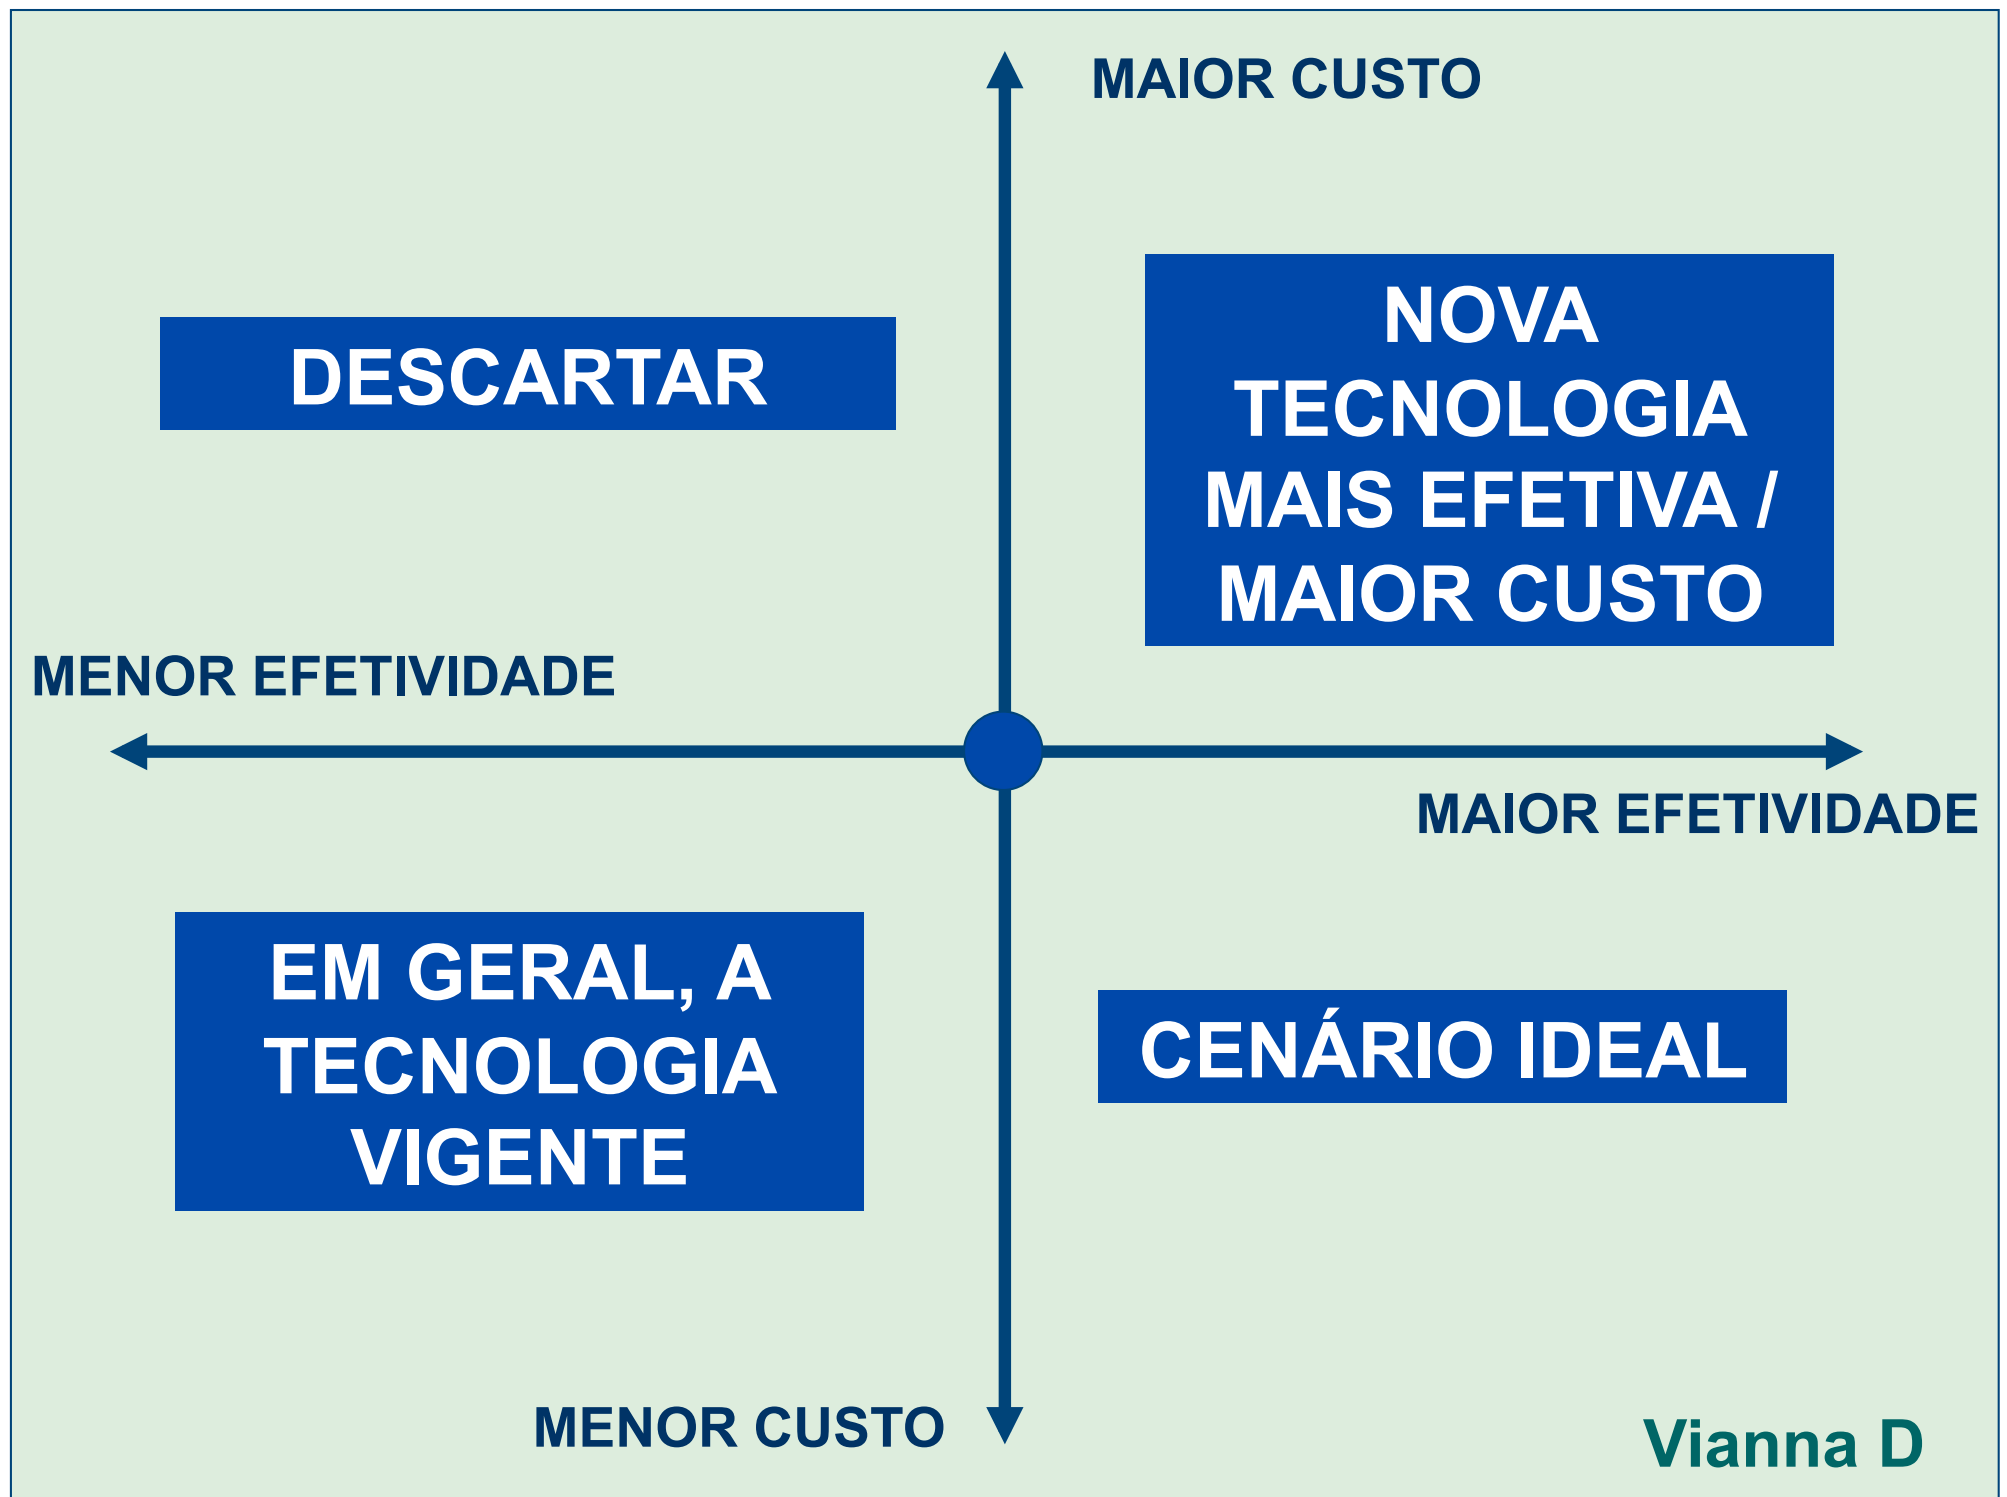 MAIOR CUSTO
DESCARTAR
NOVA
TECNOLOGIA
MAIS EFETIVA /
MAIOR CUSTO
MENOR EFETIVIDADE
MAIOR EFETIVIDADE
EM GERAL, A
TECNOLOGIA
VIGENTE
CENÁRIO IDEAL
MENOR CUSTO
Vianna D